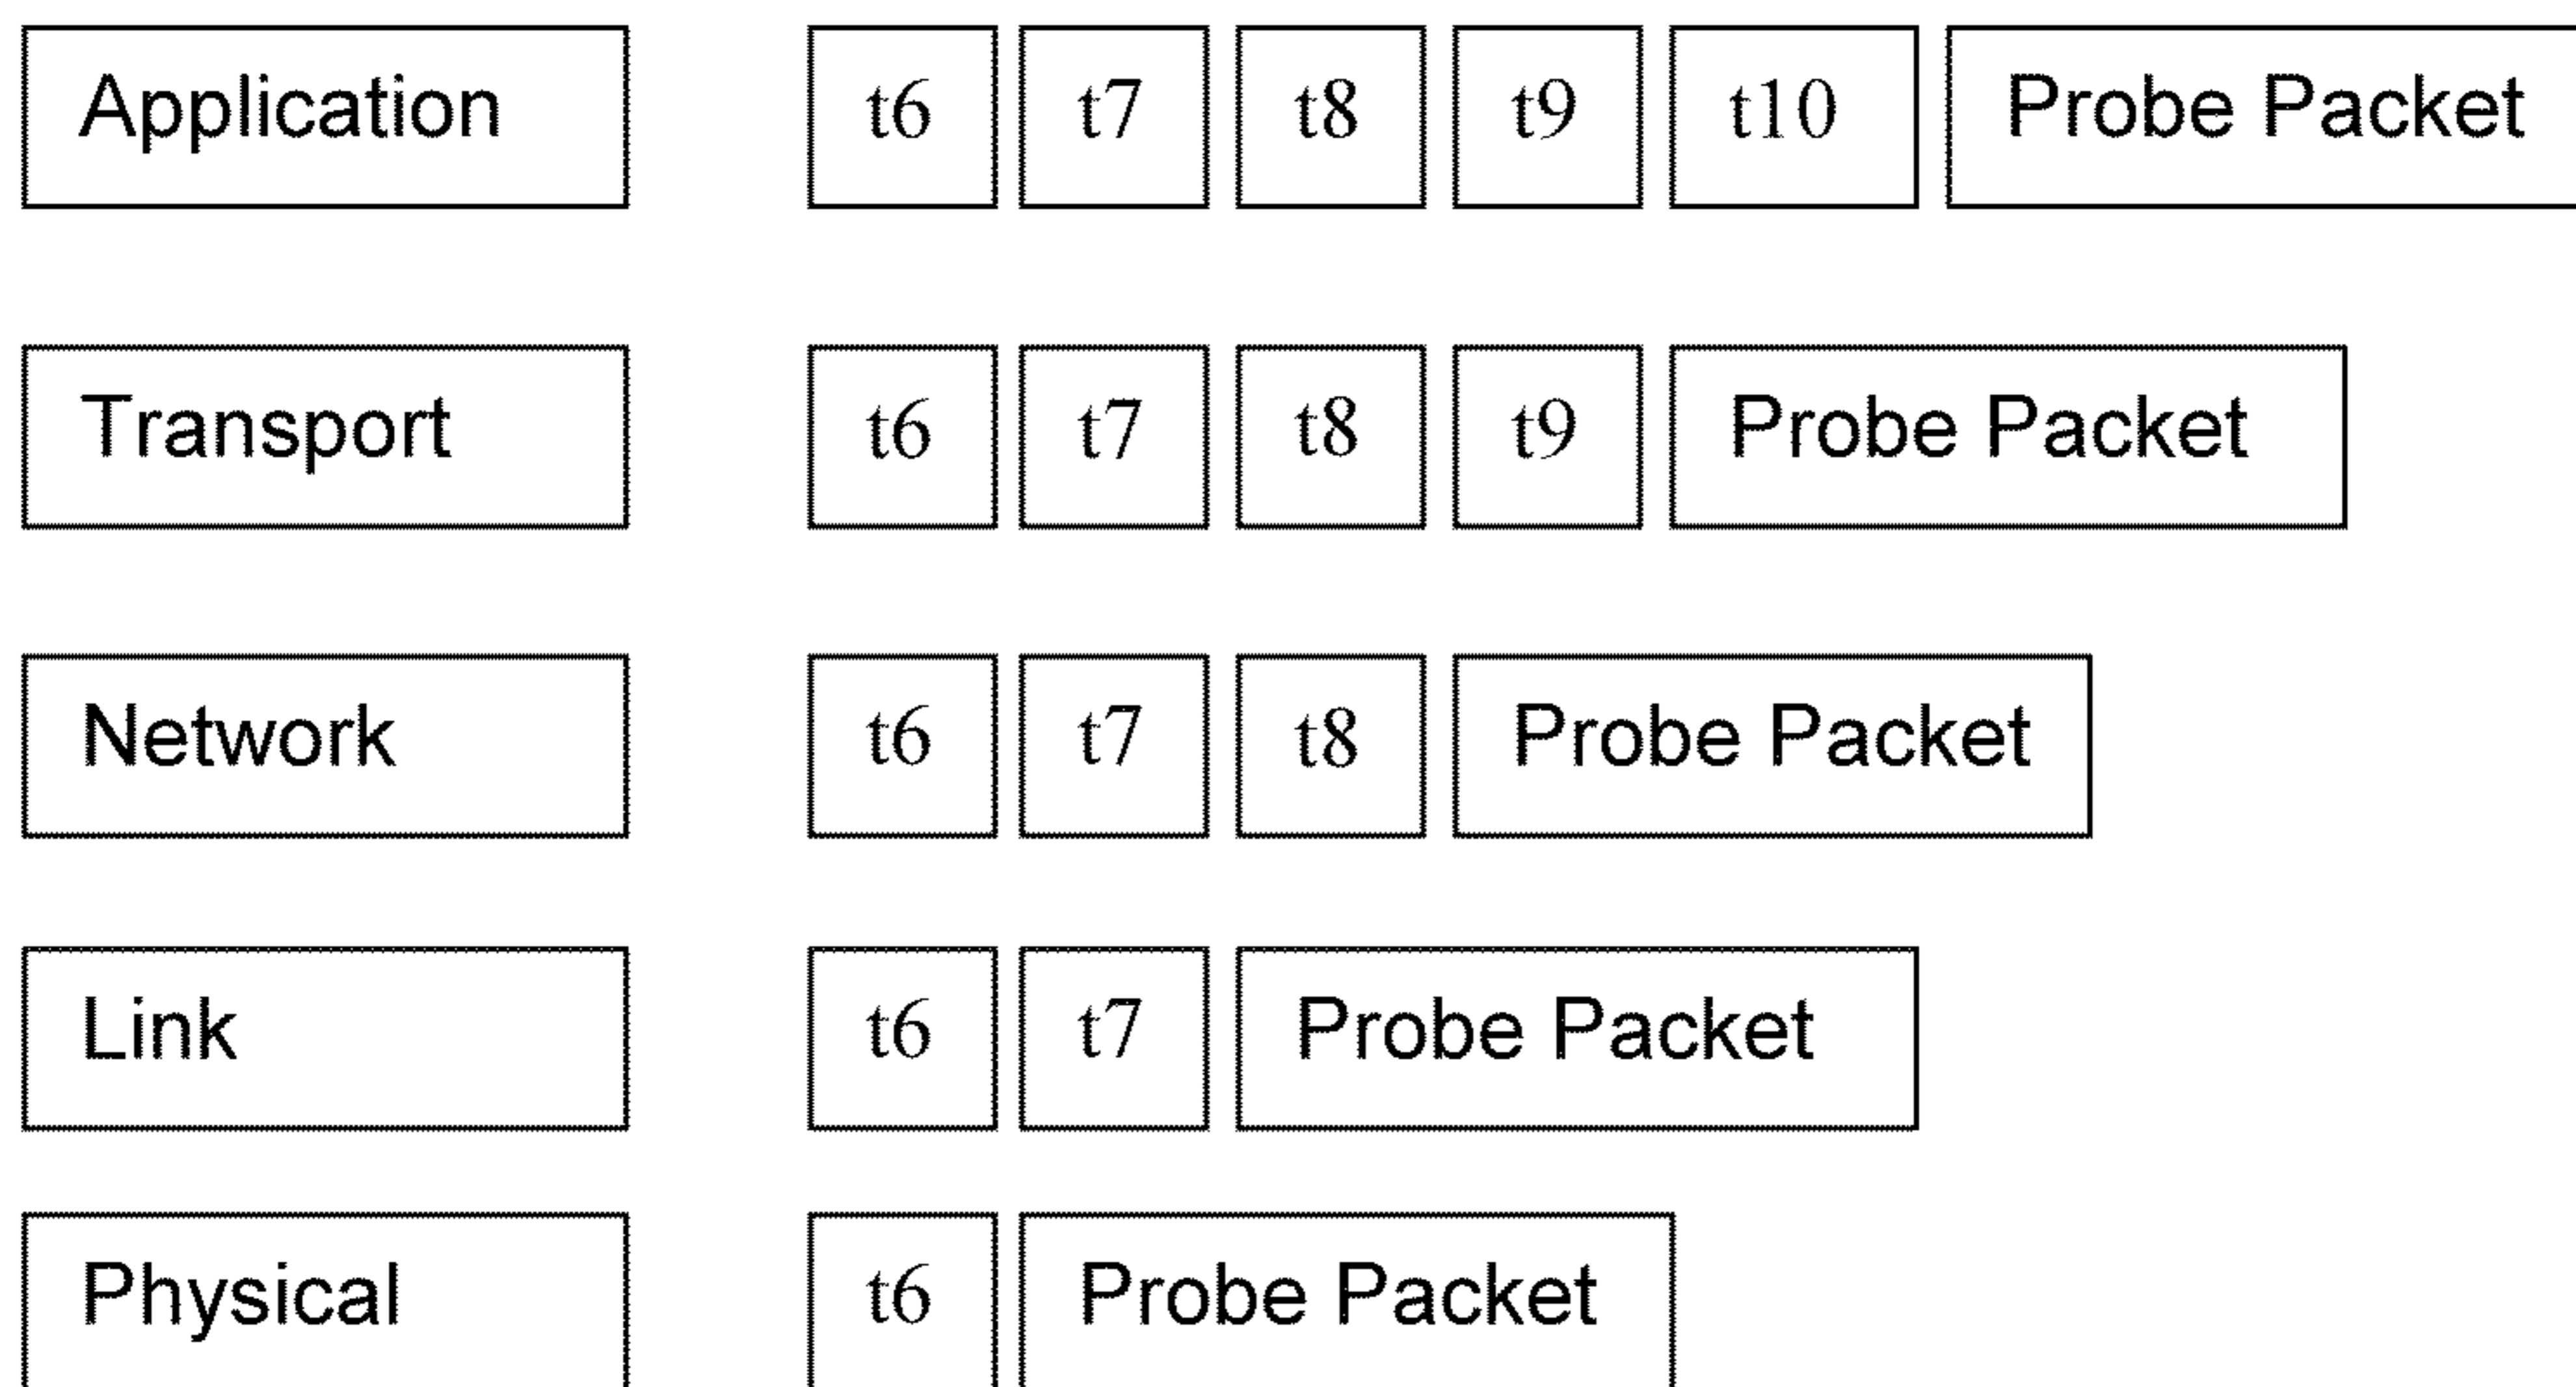 Application t6 t7 t8 t9 t10 Probe Packet
Transport t6 t7 t8 t9 Probe Packet
Network t6 t7 t8 Probe Packet
Link t6 t7 Probe Packet
Physical t6 Probe Packet